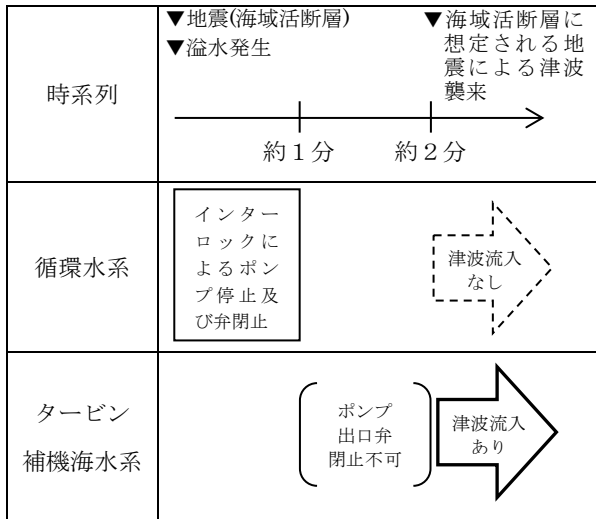 時系列
▼地震(海域活断層)
▼溢水発生
▼海域活断層に
想定される地
震による津波
襲来
約１分
約２分
循環水系
インター
ロックに
よるポン
プ停止及
び弁閉止
津波流入
なし
タービン
補機海水系
ポンプ
出口弁
閉止不可
津波流入
あり